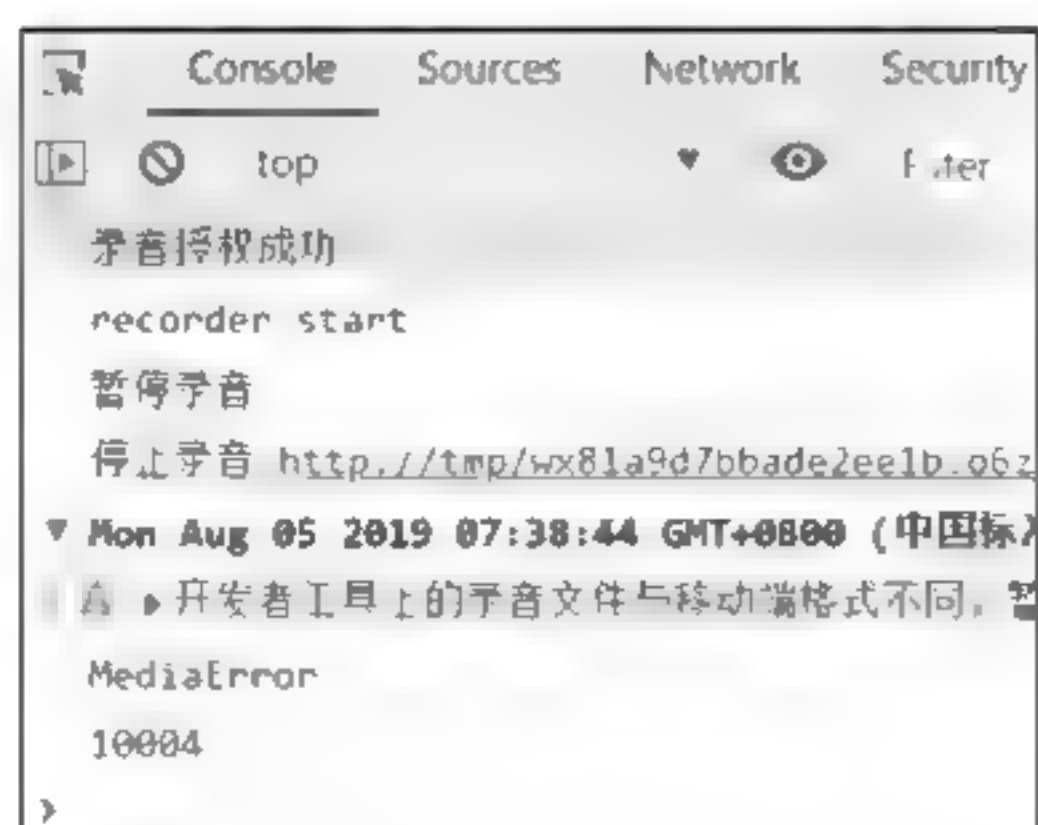 Console Sources Network Security
top Filter
录音授权成功
recorder start
暂停录音
停止录音 http://tmp/wx81a9d7bbade2ee1b.o6z
Mon Aug 05 2019 07:38:44 GMT+0800 (中国标
开发者工具上的录音文件与移动端格式不同,
MediaError
10004